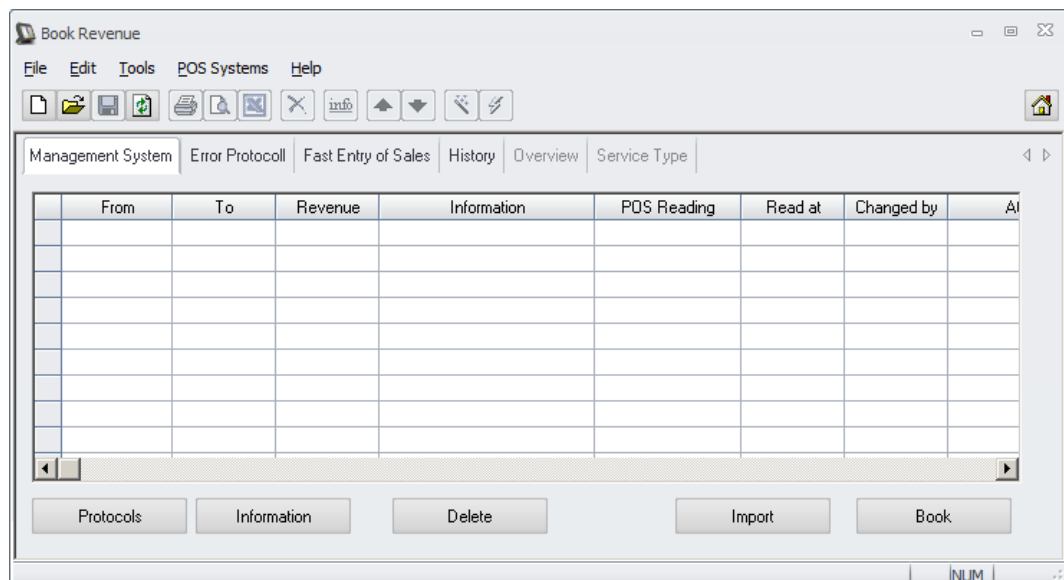 Book Revenue
File Edit Tools POS Systems Help
info
Management System Error Protocoll Fast Entry of Sales History Overview Service Type
From To Revenue Information POS Reading Read at Changed by
Protocols Information Delete Import Book
NUM